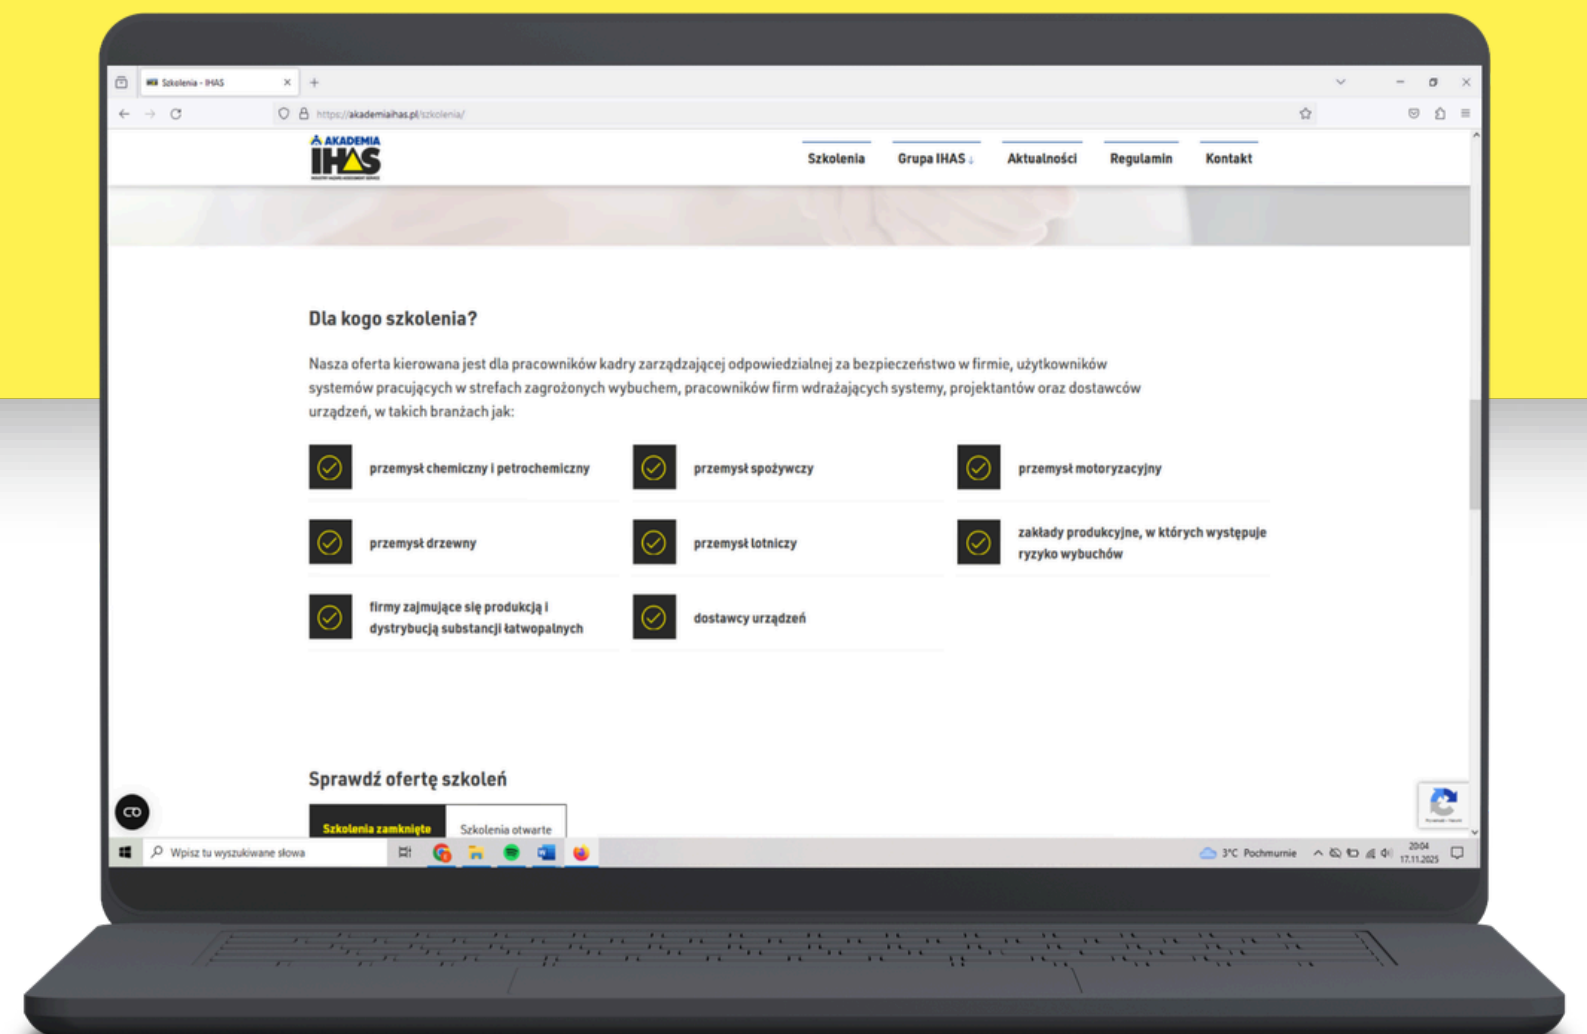 Szkolenia - IHAS
https://akademiaihas.pl/szkolenia/
AKADEMIA
IHAS
Szkolenia Grupa IHAS ↓ Aktualności Regulamin Kontakt
Dla kogo szkolenia?
Nasza oferta kierowana jest dla pracowników kadry zarządzającej odpowiedzialnej za bezpieczeństwo w firmie, użytkowników
systemów pracujących w strefach zagrożonych wybuchem, pracowników firm wdrażających systemy, projektantów oraz dostawców
urządzeń, w takich branżach jak:
przemysł chemiczny i petrochemiczny
przemysł spożywczy
przemysł motoryzacyjny
przemysł drzewny
przemysł lotniczy
zakłady produkcyjne, w których występuje
ryzyko wybuchów
firmy zajmujące się produkcją i
dystrybucją substancji łatwopalnych
dostawcy urządzeń
Sprawdź ofertę szkoleń
Szkolenia zamknięte Szkolenia otwarte
Wpisz tu wyszukiwane słowa
3°C Pochmurnie
20:04
17.11.2025